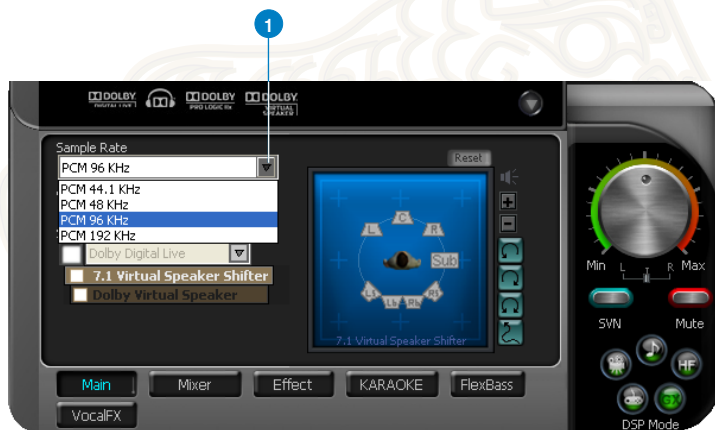 1
DOLBY DIGITAL LIVE
DOLBY PRO LOGIC IIx
DOLBY VIRTUAL SPEAKER
Sample Rate
PCM 96 KHz
PCM 44.1 KHz
PCM 48 KHz
PCM 96 KHz
PCM 192 KHz
Dolby Digital Live
7.1 Virtual Speaker Shifter
Dolby Virtual Speaker
Reset
L
C
R
Sub
Ls
Lb
Rb
Rs
7.1 Virtual Speaker Shifter
Min
L
R
Max
SVN
Mute
HF
GX
DSP Mode
Main
Mixer
Effect
KARAOKE
FlexBass
VocalFX